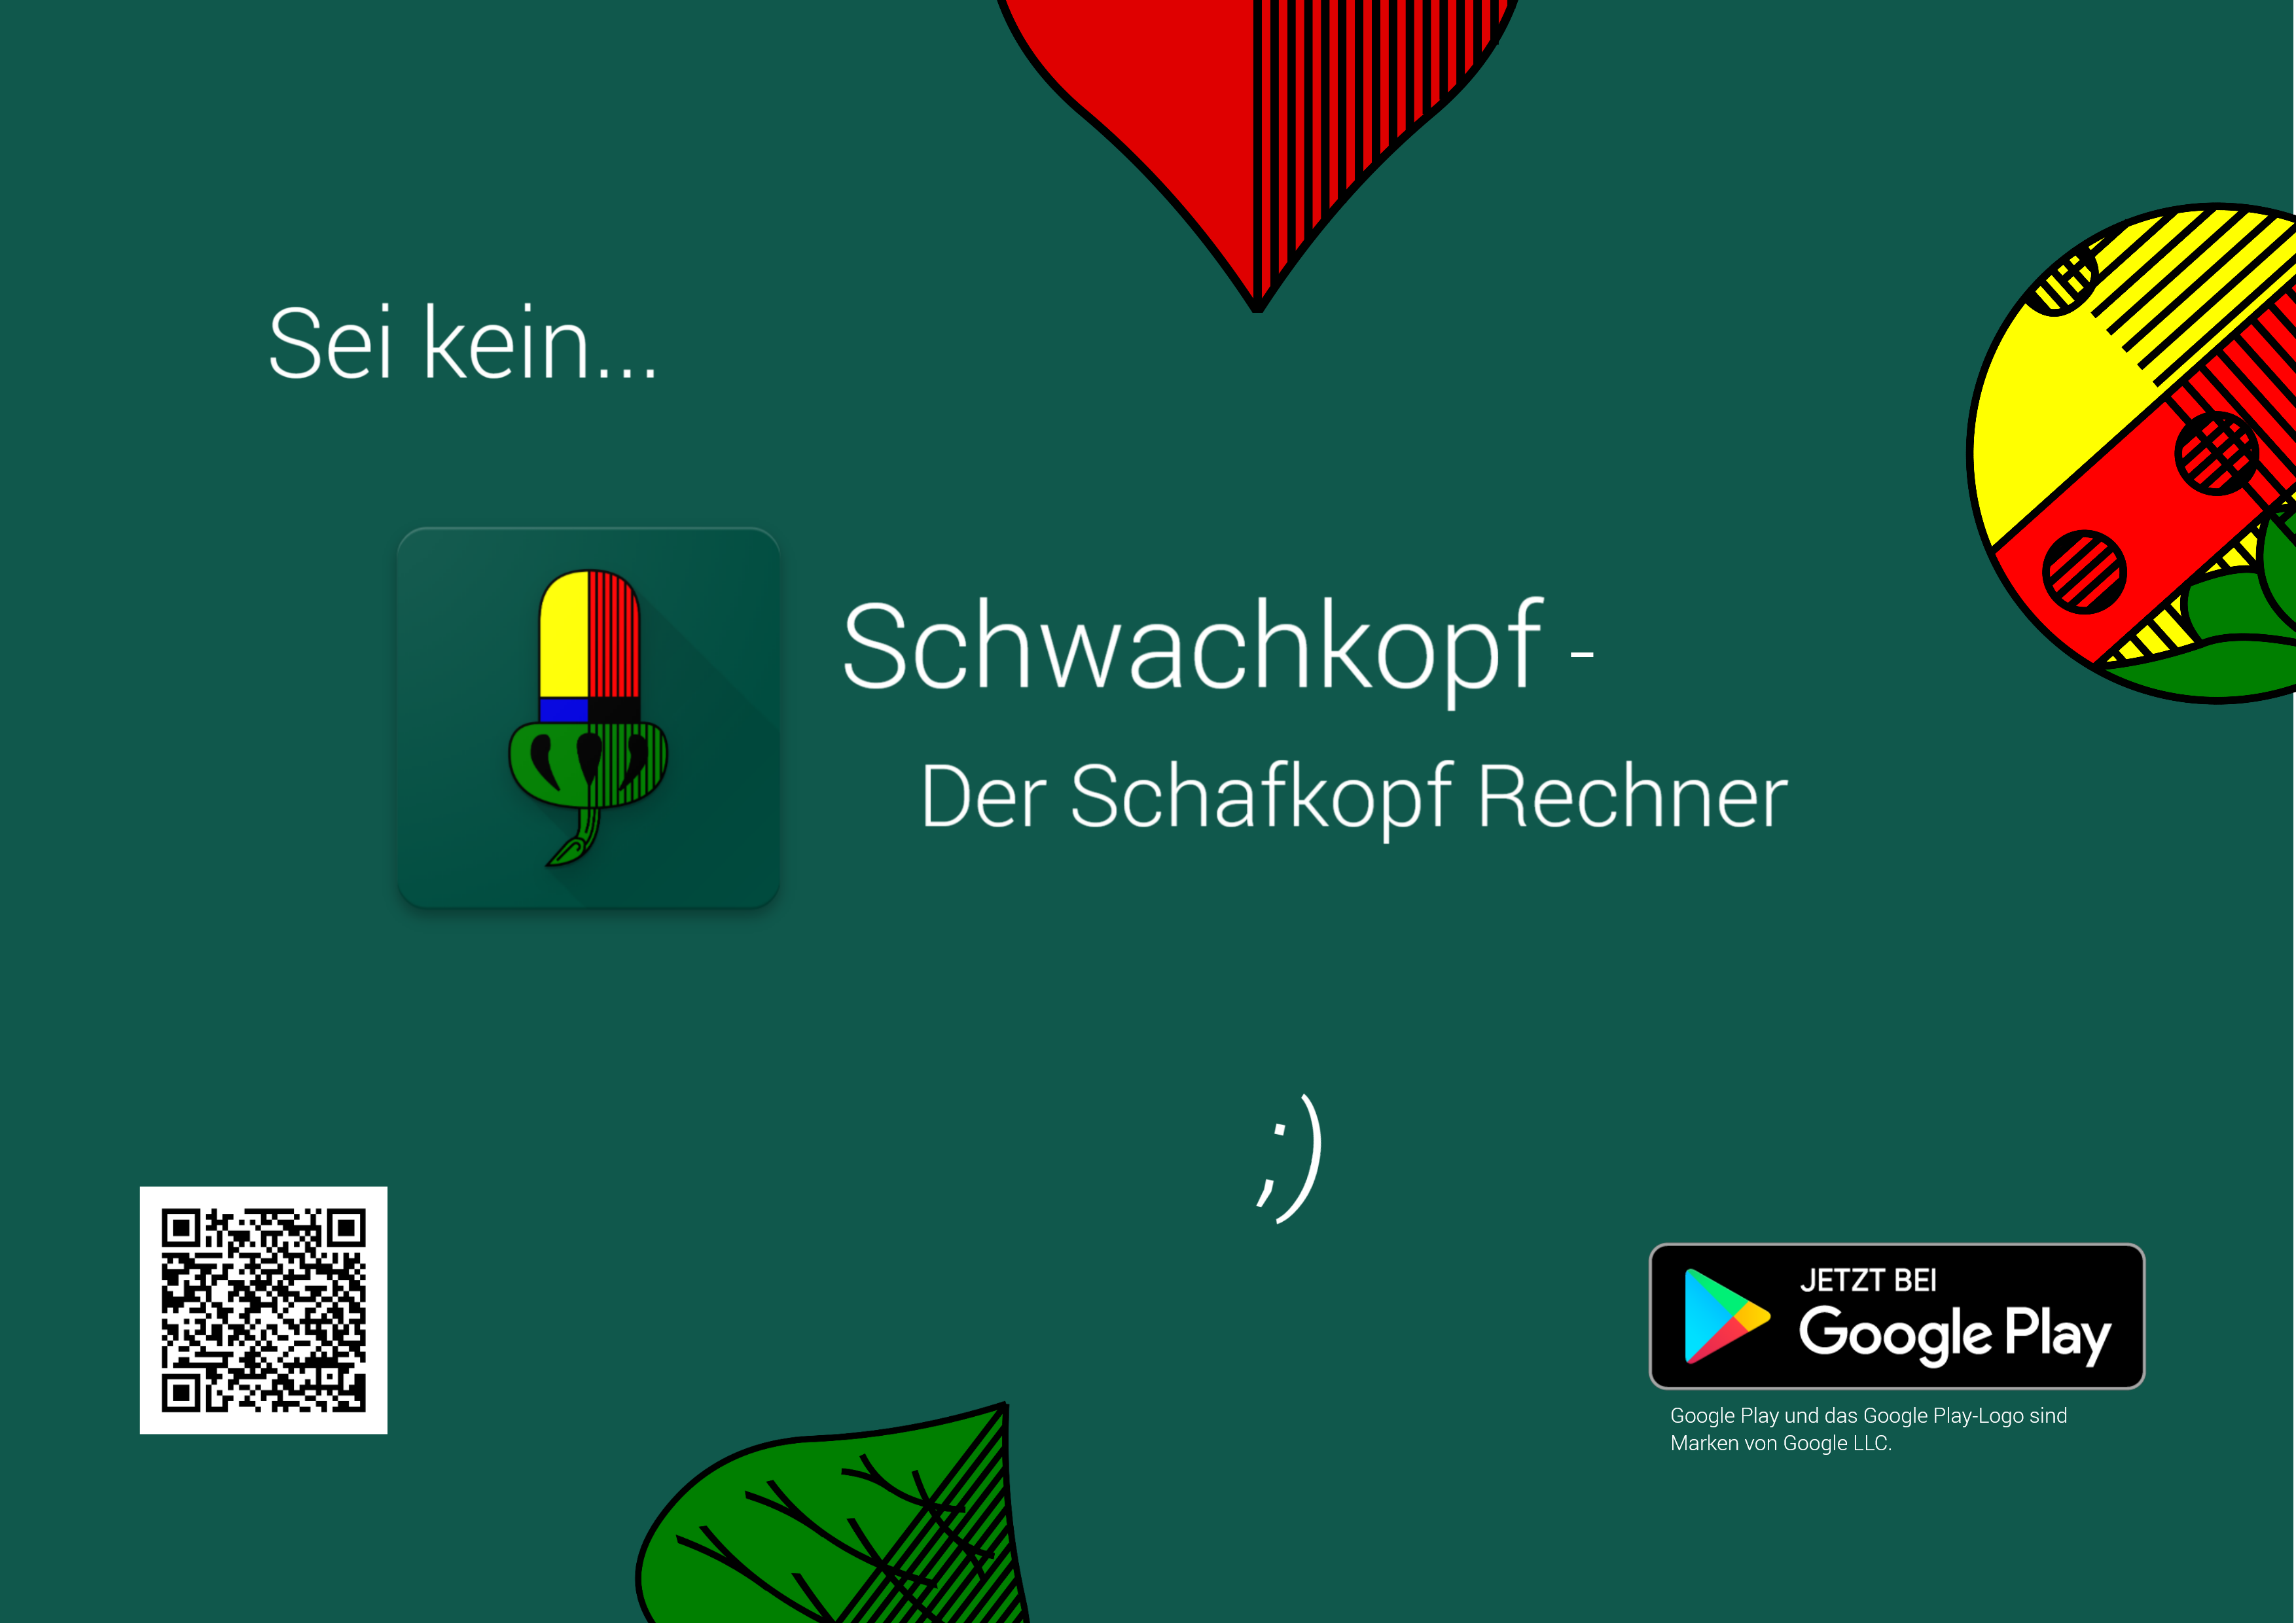 Sei kein...
Schwachkopf -
Der Schafkopf Rechner
;)
JETZT BEI
Google Play
Google Play und das Google Play-Logo sind
Marken von Google LLC.